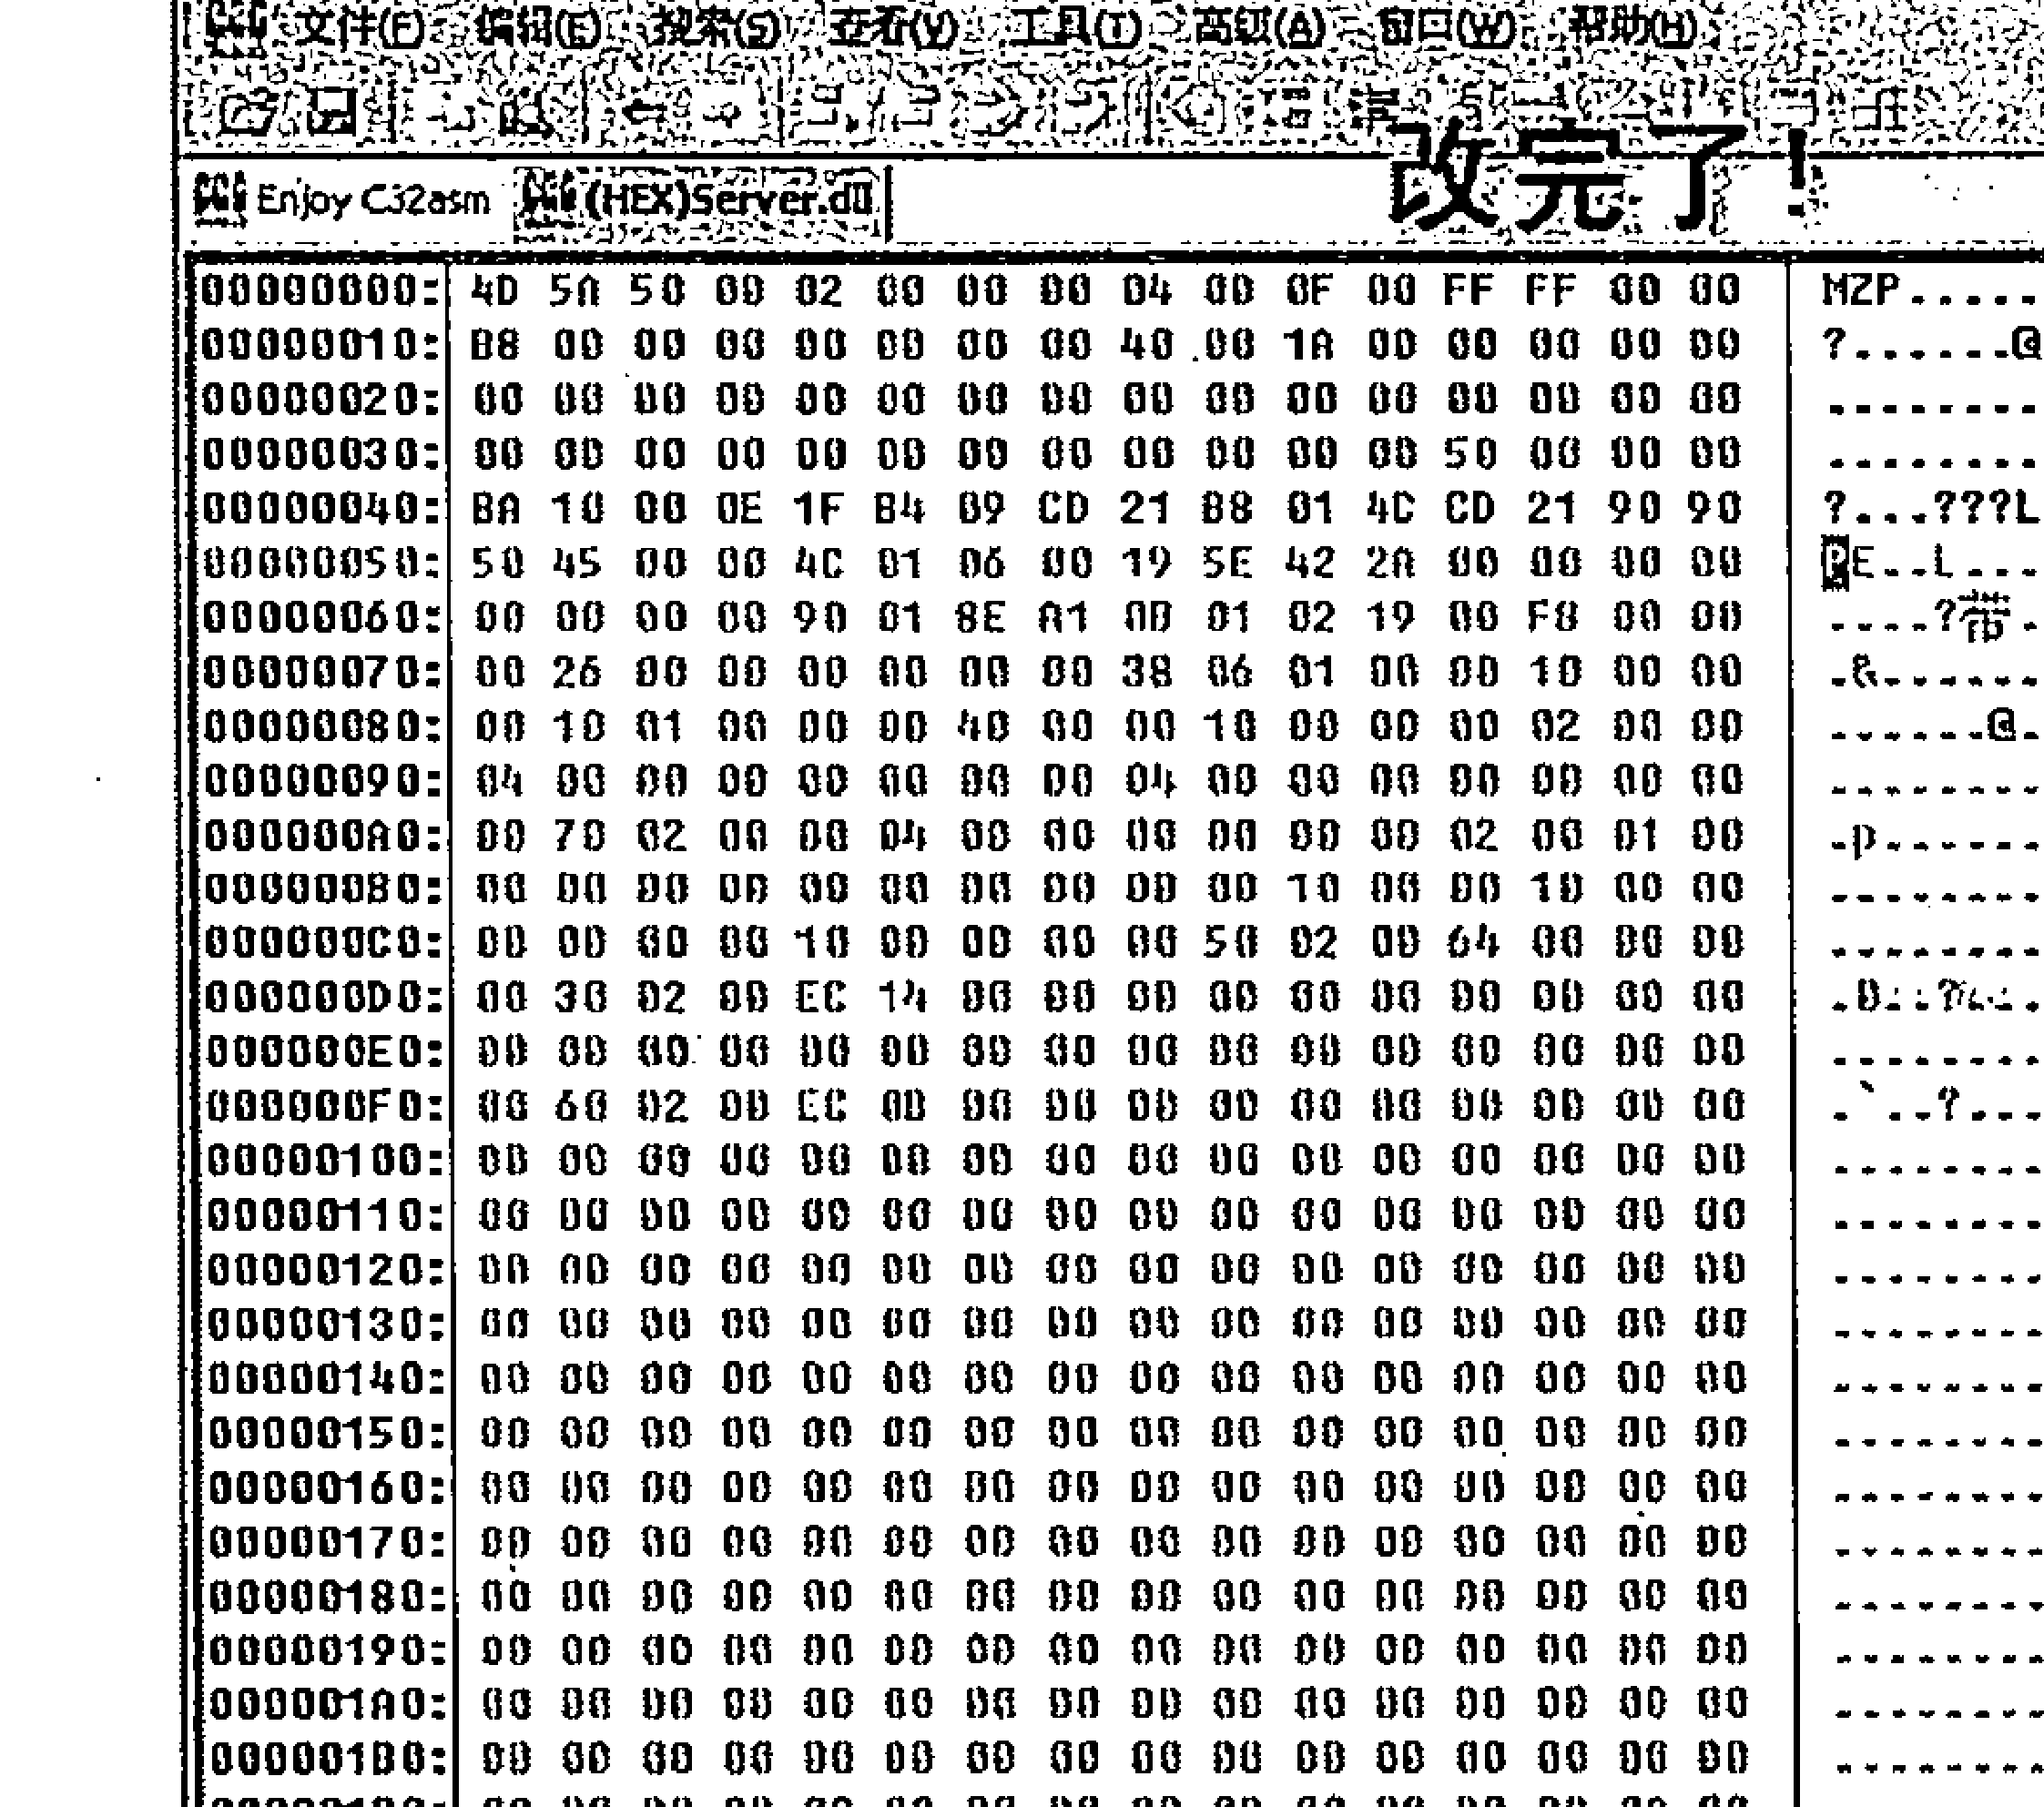 文件(F) 编辑(E) 搜索(S) 查看(V) 工具(T) 高级(A) 窗口(W) 帮助(H)
改完了!
Enjoy C32asm (HEX)Server.dll
00000000: 4D 5A 50 00 02 00 00 00 04 00 0F 00 FF FF 00 00 MZP.....
00000010: B8 00 00 00 00 00 00 00 40 00 1A 00 00 00 00 00 ?......@
00000020: 00 00 00 00 00 00 00 00 00 00 00 00 00 00 00 00 ........
00000030: 00 00 00 00 00 00 00 00 00 00 00 00 50 00 00 00 ........
00000040: BA 10 00 0E 1F B4 09 CD 21 B8 01 4C CD 21 90 90 ?...???L
00000050: 50 45 00 00 4C 01 06 00 19 5E 42 2A 00 00 00 00 PE..L...
00000060: 00 00 00 00 90 01 8E A1 0B 01 02 19 00 F8 00 00 ....? .
00000070: 00 26 00 00 00 00 00 00 38 06 01 00 00 10 00 00 .&......
00000080: 00 10 01 00 00 00 40 00 00 10 00 00 00 02 00 00 ......@.
00000090: 04 00 00 00 00 00 00 00 04 00 00 00 00 00 00 00 ........
000000A0: 00 70 02 00 00 04 00 00 00 00 00 00 02 00 01 00 .p......
000000B0: 00 00 00 00 00 00 00 00 00 00 10 00 00 10 00 00 ........
000000C0: 00 00 00 00 10 00 00 00 00 50 02 00 64 00 00 00 ........
000000D0: 00 30 02 00 EC 14 00 00 00 00 00 00 00 00 00 00 .0..?...
000000E0: 00 00 00 00 00 00 00 00 00 00 00 00 00 00 00 00 ........
000000F0: 00 60 02 00 EC 0D 00 00 00 00 00 00 00 00 00 00 .`..?...
00000100: 00 00 00 00 00 00 00 00 00 00 00 00 00 00 00 00 ........
00000110: 00 00 00 00 00 00 00 00 00 00 00 00 00 00 00 00 ........
00000120: 00 00 00 00 00 00 00 00 00 00 00 00 00 00 00 00 ........
00000130: 00 00 00 00 00 00 00 00 00 00 00 00 00 00 00 00 ........
00000140: 00 00 00 00 00 00 00 00 00 00 00 00 00 00 00 00 ........
00000150: 00 00 00 00 00 00 00 00 00 00 00 00 00 00 00 00 ........
00000160: 00 00 00 00 00 00 00 00 00 00 00 00 00 00 00 00 ........
00000170: 00 00 00 00 00 00 00 00 00 00 00 00 00 00 00 00 ........
00000180: 00 00 00 00 00 00 00 00 00 00 00 00 00 00 00 00 ........
00000190: 00 00 00 00 00 00 00 00 00 00 00 00 00 00 00 00 ........
000001A0: 00 00 00 00 00 00 00 00 00 00 00 00 00 00 00 00 ........
000001B0: 00 00 00 00 00 00 00 00 00 00 00 00 00 00 00 00 ........